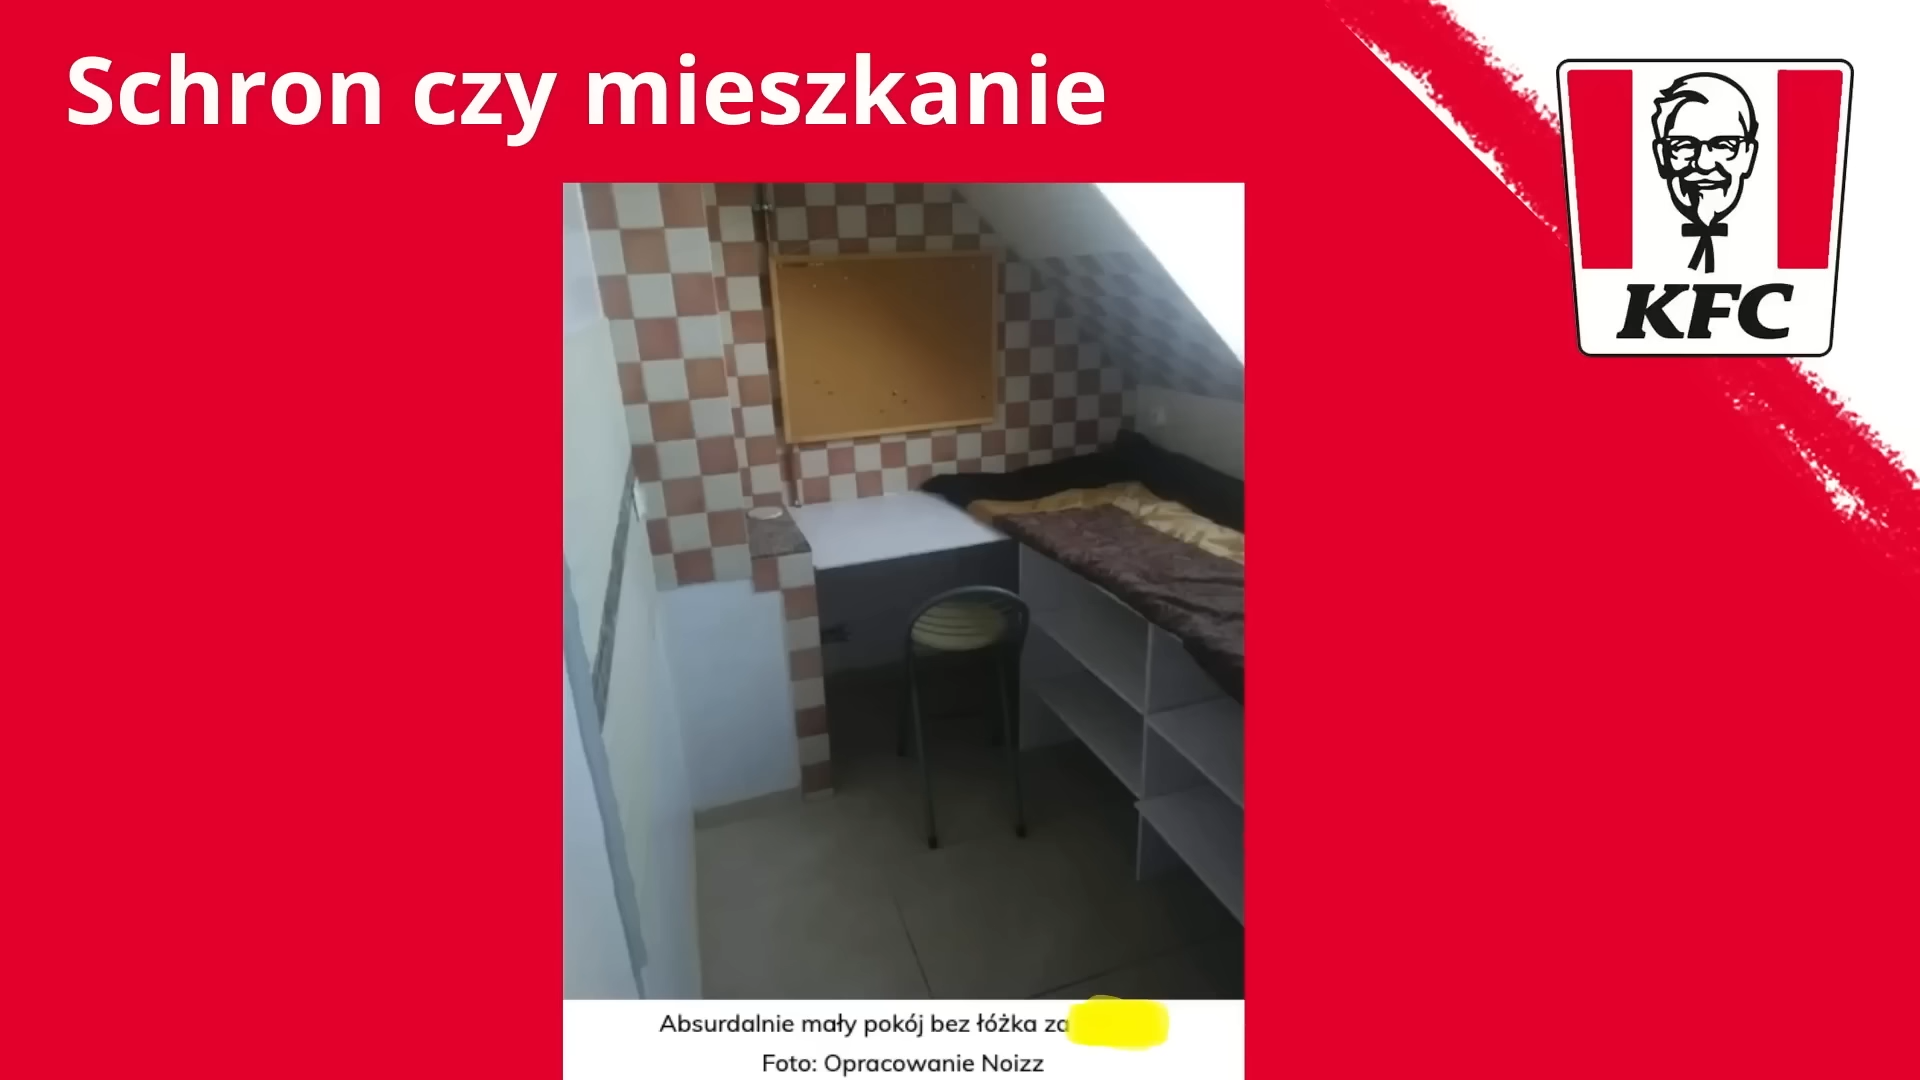 Schron czy mieszkanie
KFC
Absurdalnie mały pokój bez łóżka za
Foto: Opracowanie Noizz